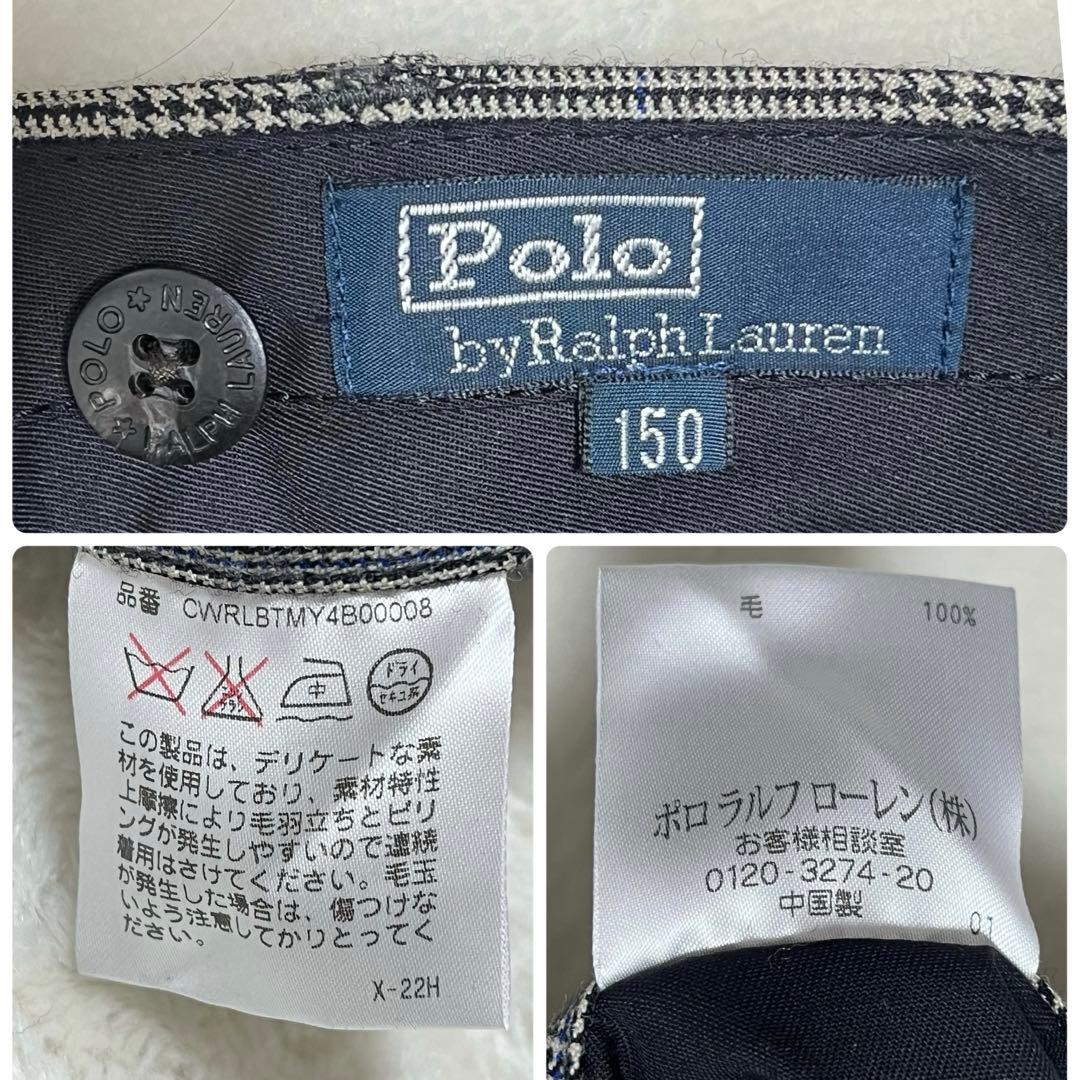 Polo
by Ralph Lauren
150
POLO ★ RALPH LAUREN ★
品番 CWRLBTMY4B00008
エンソ
サラシ
中
ドライ
セキユ系
この製品は、デリケートな素
材を使用しており、素材特性
上摩擦により毛羽立ちとピリ
ングが発生しやすいので連続
着用はさけてください。毛玉
が発生した場合は、傷つけな
いよう注意してかりとってく
ださい。
X-22H
毛 100%
ポロ ラルフ ローレン(株)
お客様相談室
0120-3274-20
中国製